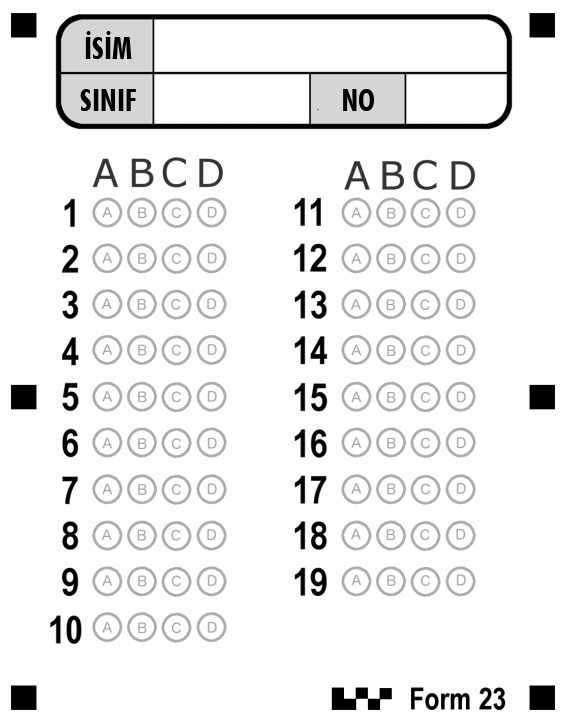 İSİM
SINIF NO
A B C D
1 A B C D
2 A B C D
3 A B C D
4 A B C D
5 A B C D
6 A B C D
7 A B C D
8 A B C D
9 A B C D
10 A B C D
A B C D
11 A B C D
12 A B C D
13 A B C D
14 A B C D
15 A B C D
16 A B C D
17 A B C D
18 A B C D
19 A B C D
Form 23